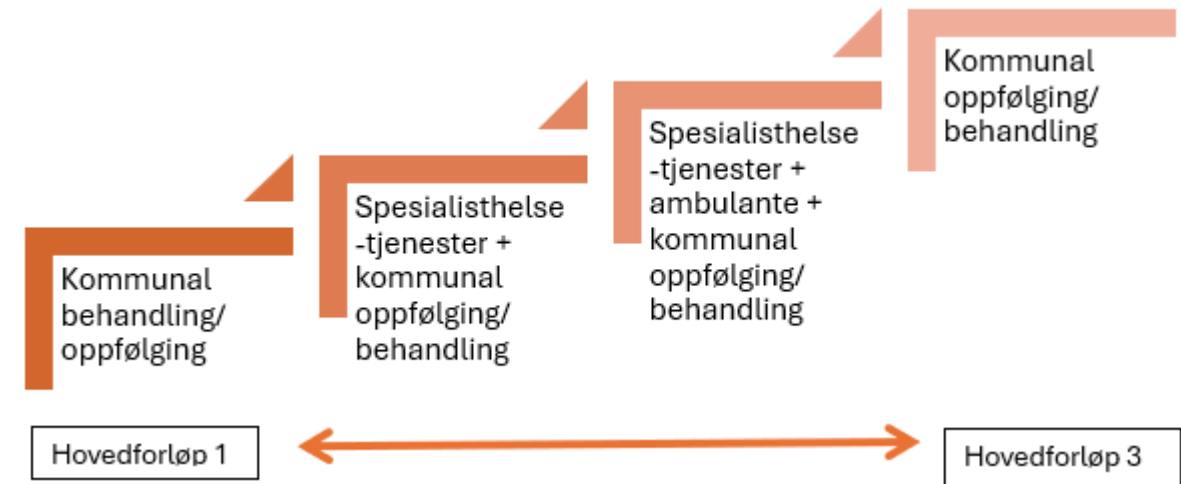 Kommunal
behandling/
oppfølging
Spesialisthelse
-tjenester +
kommunal
oppfølging/
behandling
Spesialisthelse
-tjenester +
ambulante +
kommunal
oppfølging/
behandling
Kommunal
oppfølging/
behandling
Hovedforløp 1
Hovedforløp 3